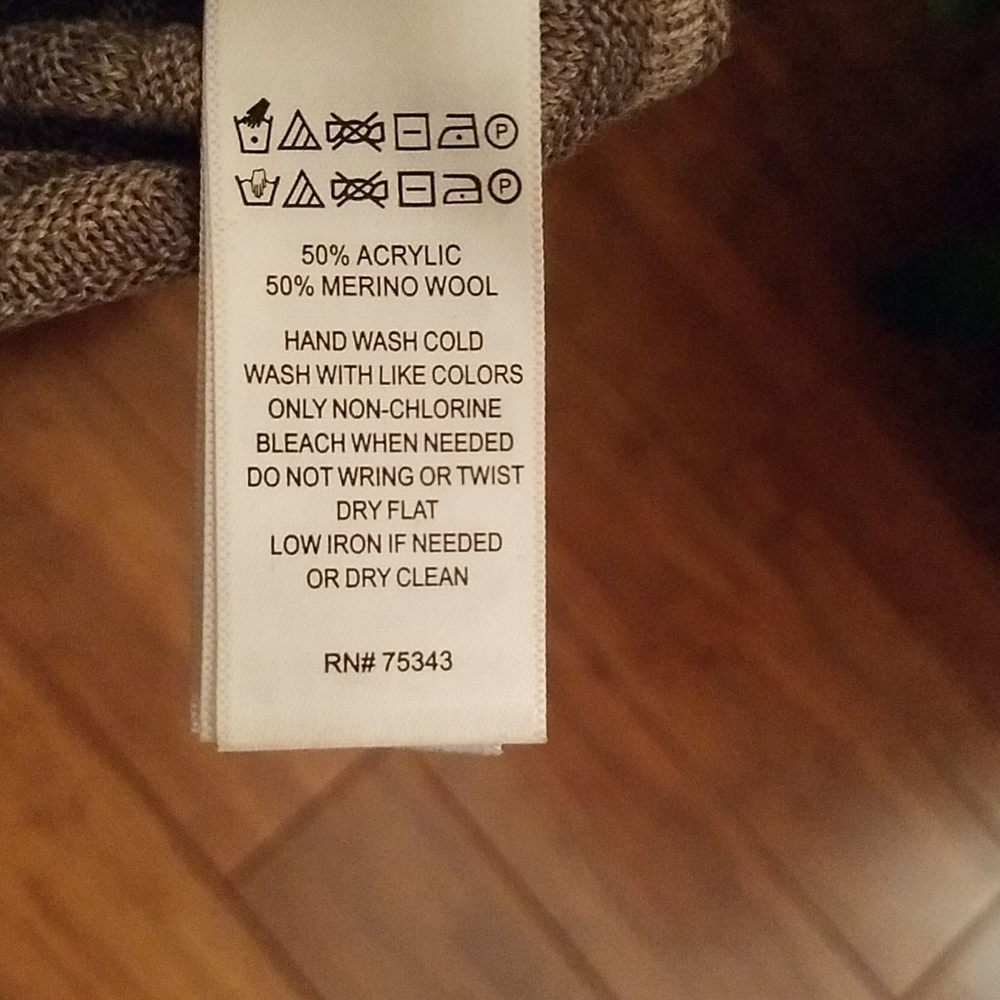 P
P
50% ACRYLIC
50% MERINO WOOL
HAND WASH COLD
WASH WITH LIKE COLORS
ONLY NON-CHLORINE
BLEACH WHEN NEEDED
DO NOT WRING OR TWIST
DRY FLAT
LOW IRON IF NEEDED
OR DRY CLEAN
RN# 75343